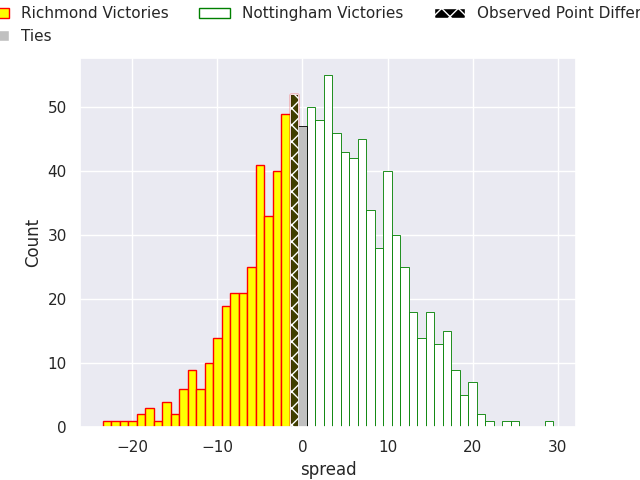 Richmond Victories Nottingham Victories Observed Point Differ
Ties
Count
50
40
30
20
10
0
−20 −10 0 10 20 30
spread